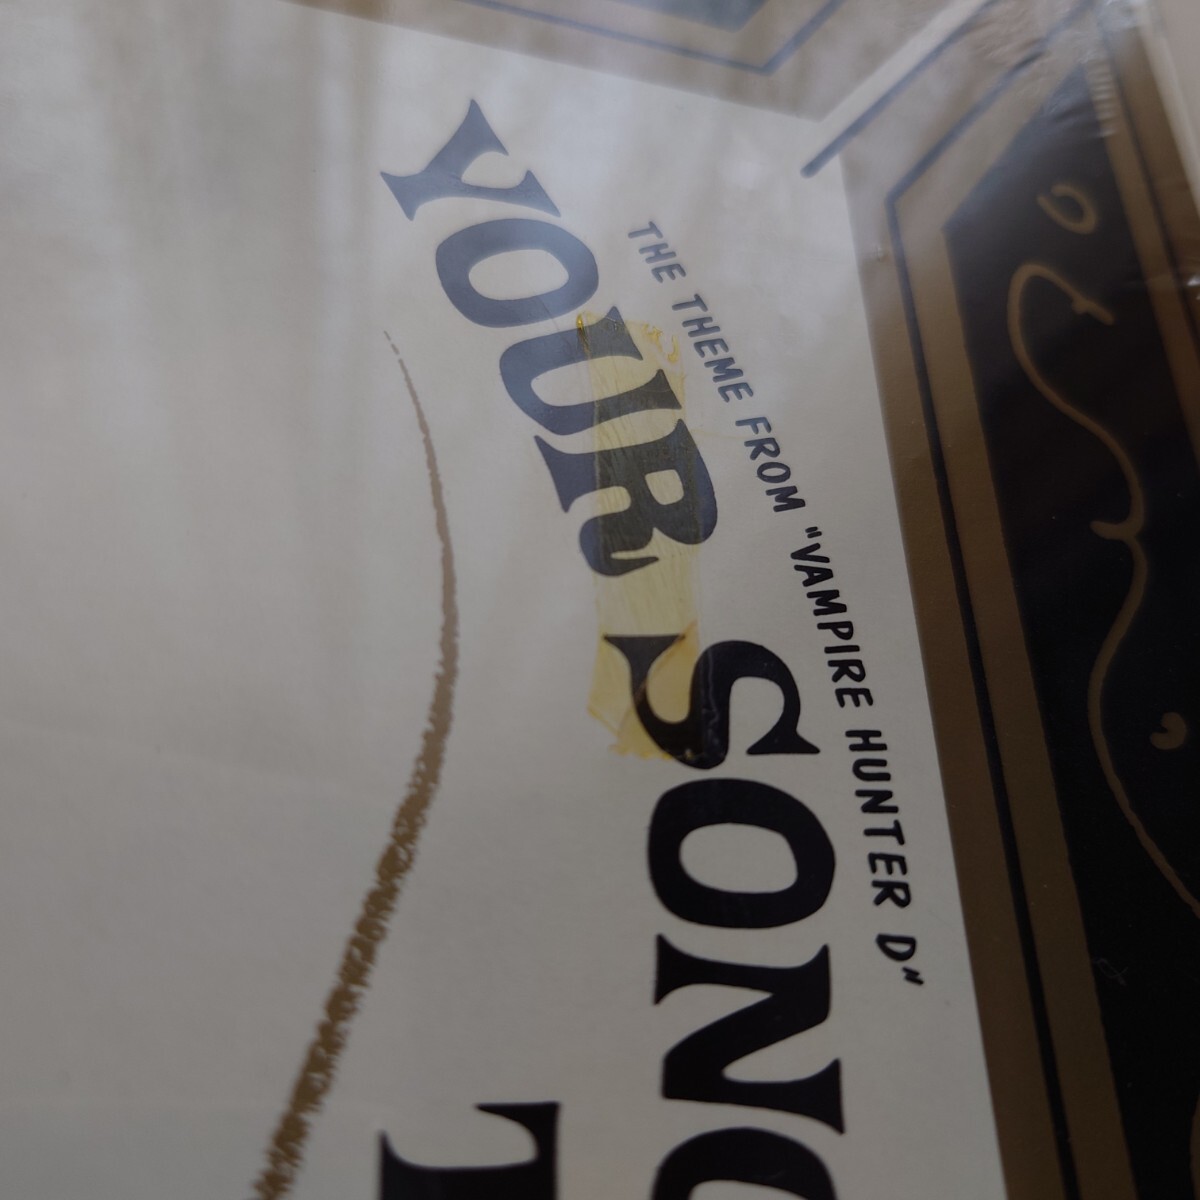 THE THEME FROM "VAMPIRE HUNTER D"
YOUR SONG
T